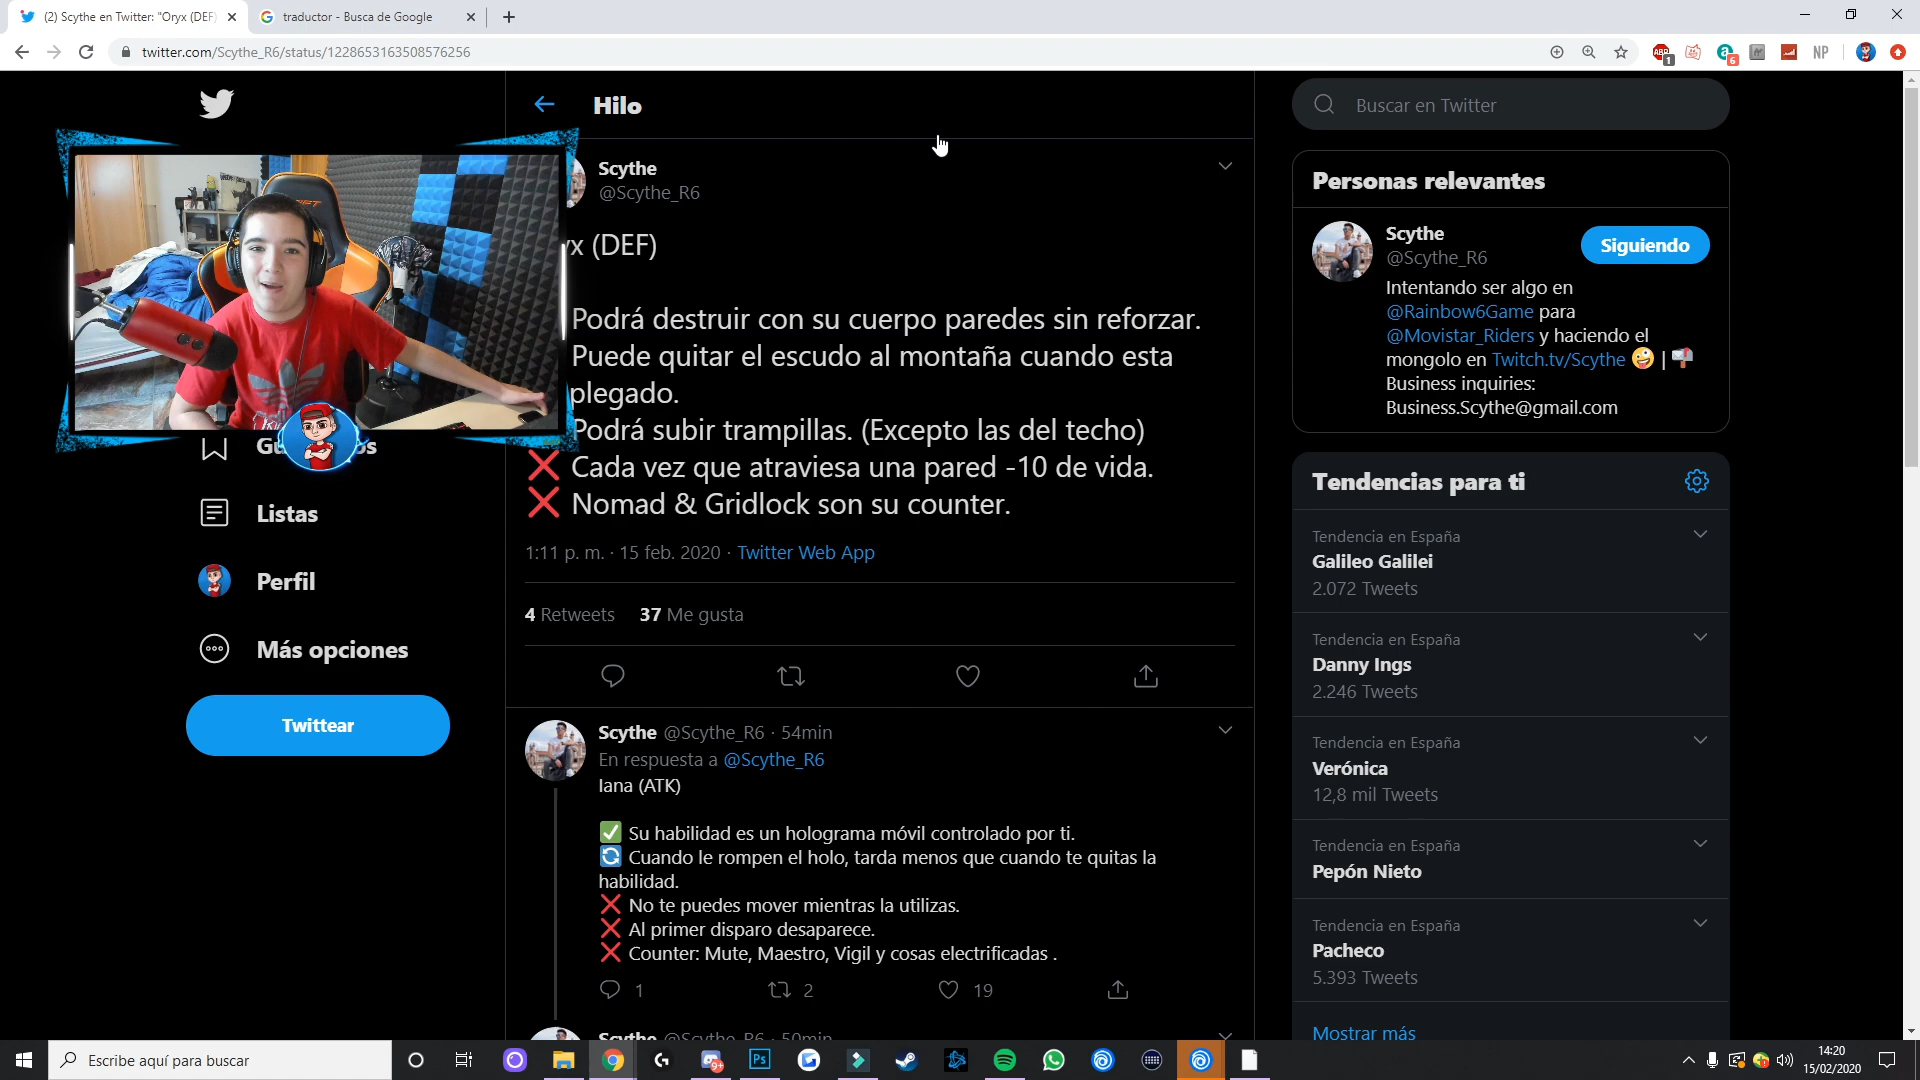 (2) Scythe en Twitter: "Oryx (DEF)
traductor - Busca de Google
twitter.com/Scythe_R6/status/1228653163508576256
ABP
1
6
NP
Hilo
Buscar en Twitter
Scythe
@Scythe_R6
x (DEF)
Podrá destruir con su cuerpo paredes sin reforzar.
Puede quitar el escudo al montaña cuando esta
plegado.
Podrá subir trampillas. (Excepto las del techo)
❌ Cada vez que atraviesa una pared -10 de vida.
❌ Nomad & Gridlock son su counter.
1:11 p. m. · 15 feb. 2020 · Twitter Web App
4 Retweets 37 Me gusta
Listas
Perfil
Más opciones
Twittear
Scythe @Scythe_R6 · 54min
En respuesta a @Scythe_R6
Iana (ATK)
✅ Su habilidad es un holograma móvil controlado por ti.
🔄 Cuando le rompen el holo, tarda menos que cuando te quitas la
habilidad.
❌ No te puedes mover mientras la utilizas.
❌ Al primer disparo desaparece.
❌ Counter: Mute, Maestro, Vigil y cosas electrificadas .
1 2 19
Scythe @Scythe_R6 · 50min
Personas relevantes
Scythe
@Scythe_R6
Siguiendo
Intentando ser algo en
@Rainbow6Game para
@Movistar_Riders y haciendo el
mongolo en Twitch.tv/Scythe 🤪 | 📬
Business inquiries:
Business.Scythe@gmail.com
Tendencias para ti
Tendencia en España
Galileo Galilei
2.072 Tweets
Tendencia en España
Danny Ings
2.246 Tweets
Tendencia en España
Verónica
12,8 mil Tweets
Tendencia en España
Pepón Nieto
Tendencia en España
Pacheco
5.393 Tweets
Mostrar más
Escribe aquí para buscar
9+
Ps
14:20
15/02/2020